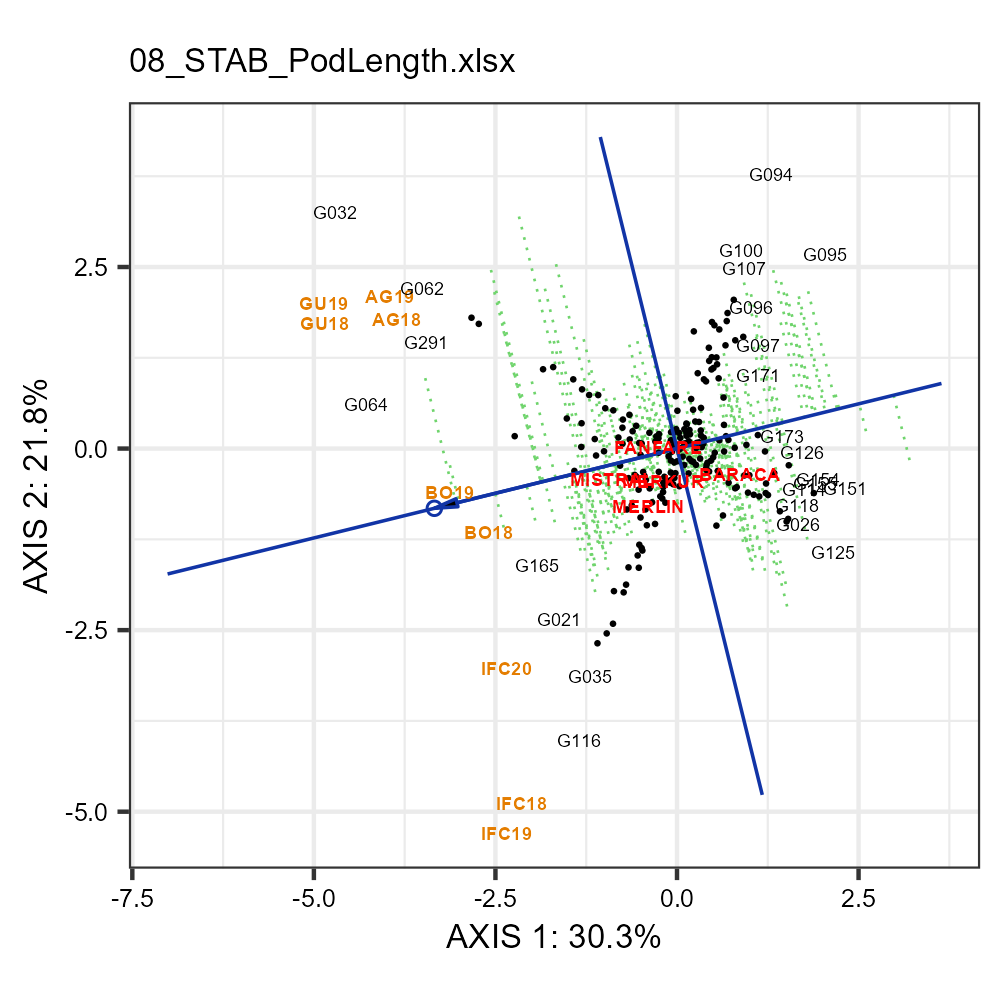 08_STAB_PodLength.xlsx
G094
G032
G100
G095
G107
G062
AG19
GU19
G096
AG18
GU18
G291
G097
G171
G064
G173
FANFARE
G126
BARACA
MISTRAL
MERKUR
G154
G151
BO19
MERLIN
G118
G026
BO18
G125
G165
G021
IFC20
G035
G116
IFC18
IFC19
2.5
0.0
-2.5
-5.0
-7.5
-5.0
-2.5
0.0
2.5
AXIS 1: 30.3%
AXIS 2: 21.8%